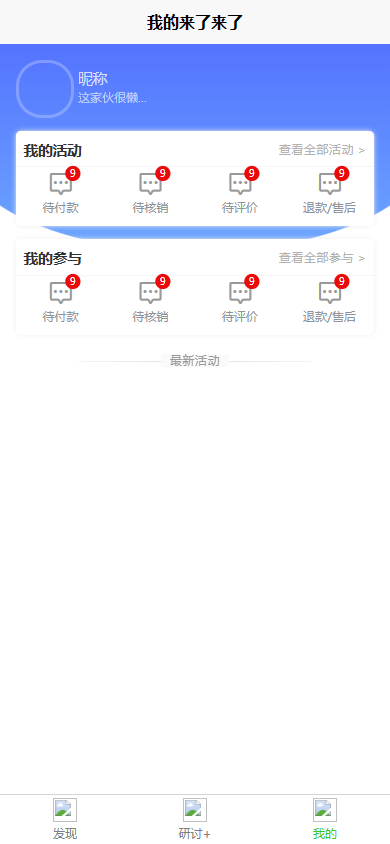 我的来了来了
昵称
这家伙很懒...
我的活动 查看全部活动 >
9 9 9 9
待付款 待核销 待评价 退款/售后
我的参与 查看全部参与 >
9 9 9 9
待付款 待核销 待评价 退款/售后
最新活动
发现 研讨+ 我的